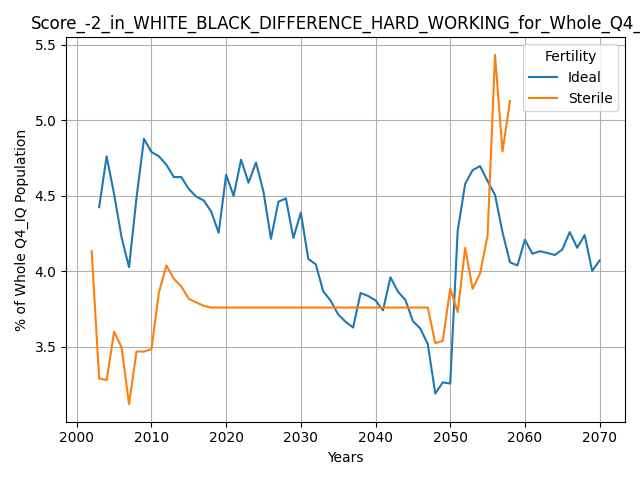 Score_-2_in_WHITE_BLACK_DIFFERENCE_HARD_WORKING_for_Whole_Q4_
5.5
5.0
4.5
4.0
3.5
% of Whole Q4_IQ Population
Fertility
Ideal
Sterile
2000 2010 2020 2030 2040 2050 2060 2070
Years